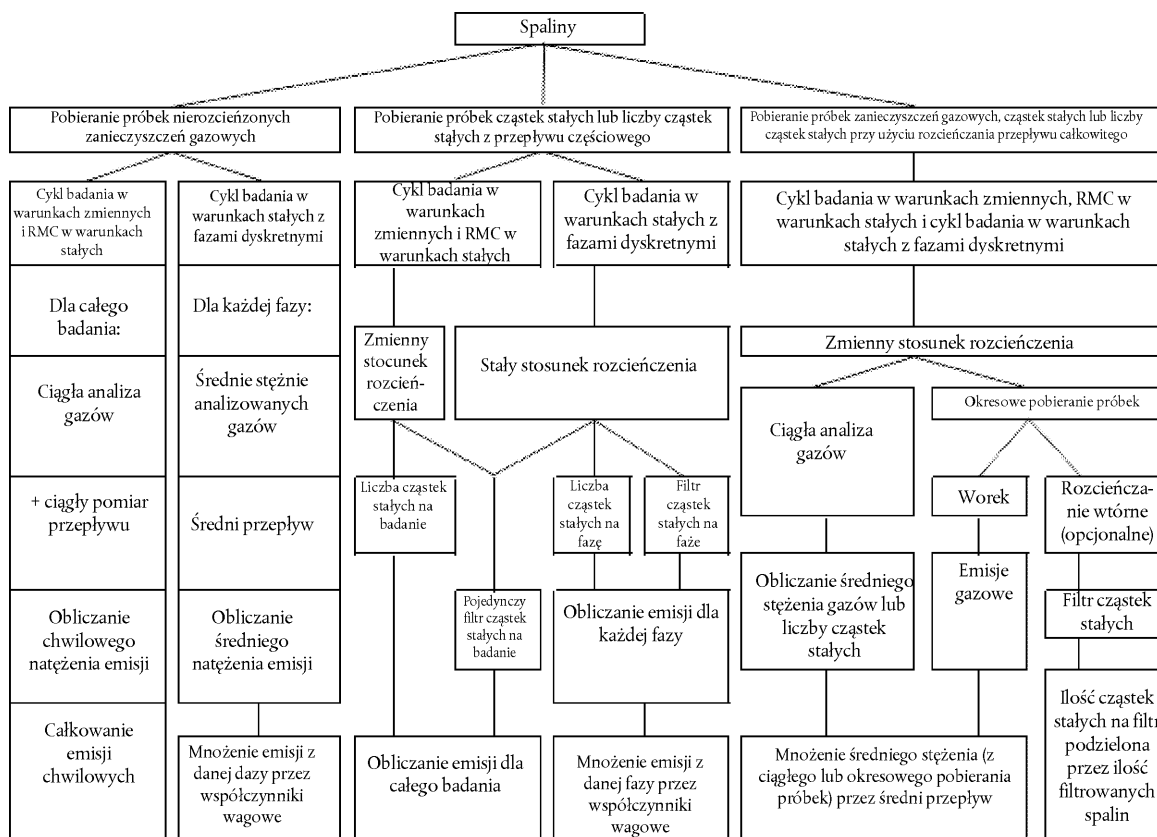 Spaliny
Pobieranie próbek nierozcieńzonych
zanieczyszczeń gazowych
Pobieranie próbek cząstek stałych lub liczby cząstek
stąłych z przepływu częściowego
Pobieranie próbek zanieczyszczeń gazowych, cząstek stałych lub liczby
cząstek stałych przy użyciu rozcieńczania przepływu całkowitego
Cykl badania w
warunkach zmiennych
i RMC w warunkach
stałych
Cykl badania w
warunkach stałych z
fazami dyskretnymi
Cykl badania w
warunkach
zmiennych i RMC w
warunkach stałych
Cykl badania w
warunkach stałych z
fazami dyskretnymi
Cykl badania w warunkach zmiennych, RMC w
warunkach stałych i cykl badania w warunkach
stałych z fazami dyskretnymi
Dla całego
badania:
Dla każdej fazy:
Zmienny
stocunek
rozcień-
czenia
Stały stosunek rozcieńczenia
Zmienny stosunek rozcieńczenia
Ciągła analiza
gazów
Średnie stężnie
analizowanych
gazów
Ciągła analiza
gazów
Okresowe pobieranie próbek
+ ciągły pomiar
przepływu
Średni przepływ
Liczba cząstek
stałych na
badanie
Liczba
cząstek
stałych na
fazę
Filtr
cząstek
stałych na
faże
Worek
Rozcieńcza-
nie wtórne
(opcjonalne)
Obliczanie
chwilowego
natężenia emisji
Obliczanie
średniego
natężenia emisji
Pojedynczy
filtr cząstek
stałych na
badanie
Obliczanie emisji dla
każdej fazy
Obliczanie średniego
stężenia gazów lub
liczby cząstek
stałych
Emisje
gazowe
Filtr cząstek
stałych
Całkowanie
emisji
chwilowych
Mnożenie emisji z
danej dazy przez
współczynniki
wagowe
Obliczanie emisji dla
całego badania
Mnożenie emisji z
danej fazy przez
współczynniki
wagowe
Mnożenie średniego stężenia (z
ciągłego lub okresowego pobierania
próbek) przez średni przepływ
Ilość cząstek
stałych na filtr
podzielona
przez ilość
filtrowanych
spalin